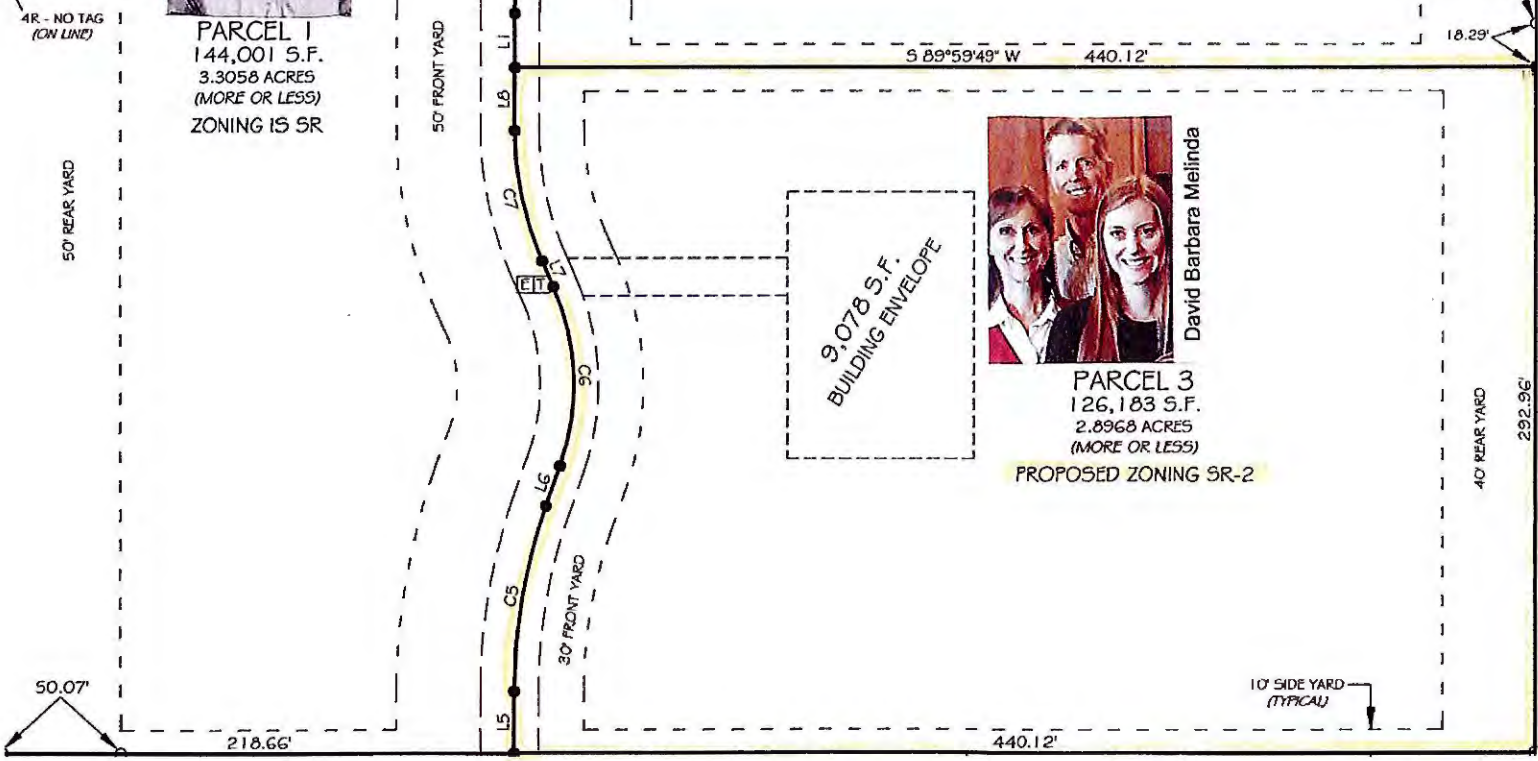 4R - NO TAG
(ON LINE)
PARCEL 1
144,001 S.F.
3.3058 ACRES
(MORE OR LESS)
ZONING IS SR
50' REAR YARD
50' FRONT YARD
L1
L8
C7
L7
E T
C6
L6
C5
L5
30' FRONT YARD
S 89°59'49" W 440.12'
18.29'
9,078 S.F.
BUILDING ENVELOPE
David Barbara Melinda
PARCEL 3
126,183 S.F.
2.8968 ACRES
(MORE OR LESS)
PROPOSED ZONING SR-2
40' REAR YARD
292.96'
10' SIDE YARD
(TYPICAL)
50.07'
218.66'
440.12'